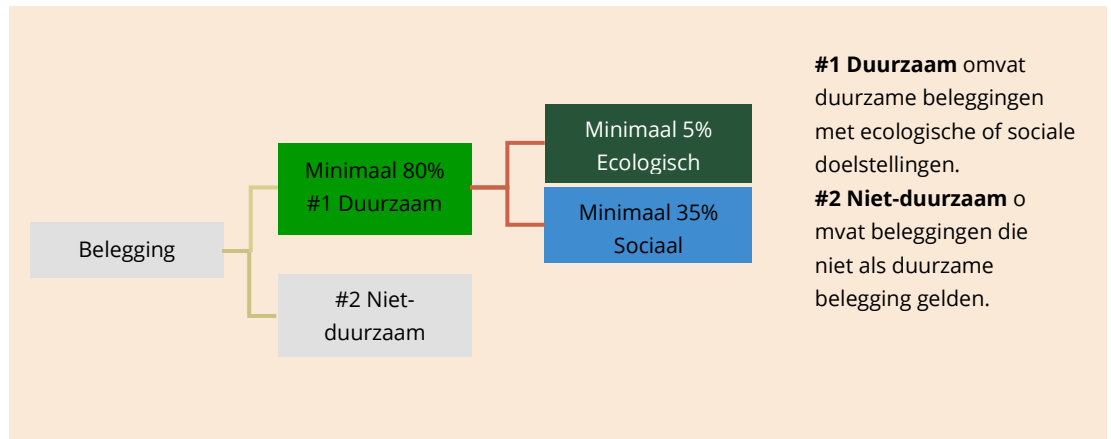 Belegging
Minimaal 80%
#1 Duurzaam
#2 Niet-
duurzaam
Minimaal 5%
Ecologisch
Minimaal 35%
Sociaal
#1 Duurzaam omvat
duurzame beleggingen
met ecologische of sociale
doelstellingen.
#2 Niet-duurzaam o
mvat beleggingen die
niet als duurzame
belegging gelden.